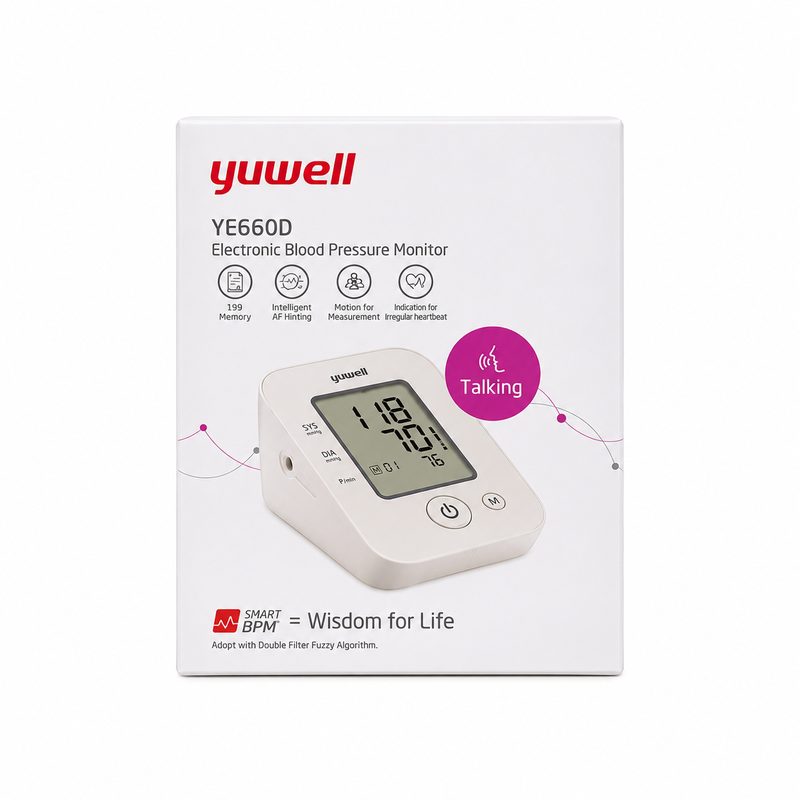 yuwell
YE660D
Electronic Blood Pressure Monitor
199
Memory
Intelligent
AF Hinting
Motion for
Measurement
Indication for
Irregular heartbeat
Talking
yuwell
SYS
mmHg
118
DIA
mmHg
70
P/min
M 01
76
M
SMART
BPM
= Wisdom for Life
Adopt with Double Filter Fuzzy Algorithm.